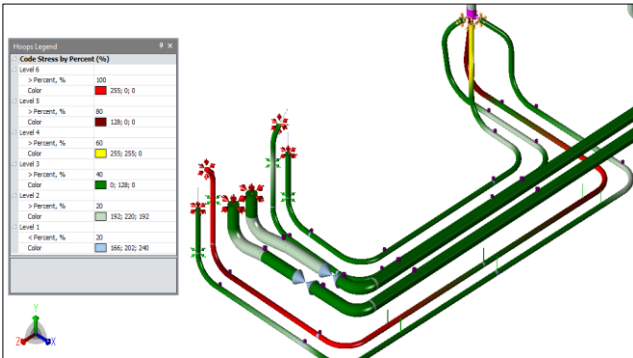 Hoops Legend
Code Stress by Percent (%)
Level 6
> Percent, % 100
Color 255; 0; 0
Level 5
> Percent, % 80
Color 128; 0; 0
Level 4
> Percent, % 60
Color 255; 255; 0
Level 3
> Percent, % 40
Color 0; 128; 0
Level 2
> Percent, % 20
Color 192; 220; 192
Level 1
< Percent, % 20
Color 166; 202; 240
Y
Z X